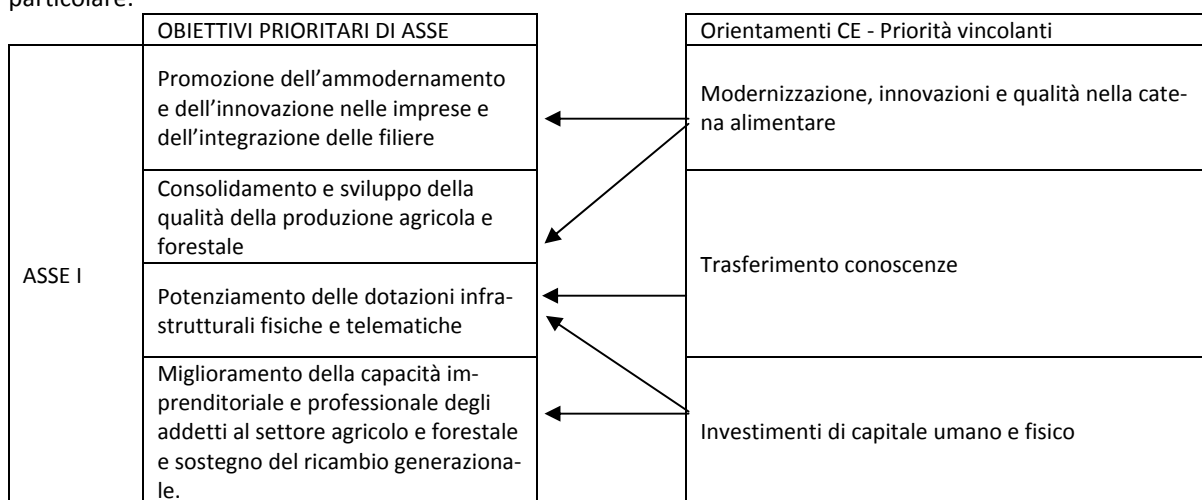 particolare:
OBIETTIVI PRIORITARI DI ASSE
Orientamenti CE - Priorità vincolanti
ASSE I
Promozione dell’ammodernamento
e dell’innovazione nelle imprese e
dell’integrazione delle filiere
Modernizzazione, innovazioni e qualità nella cate-
na alimentare
Consolidamento e sviluppo della
qualità della produzione agricola e
forestale
Trasferimento conoscenze
Potenziamento delle dotazioni infra-
strutturali fisiche e telematiche
Miglioramento della capacità im-
prenditoriale e professionale degli
addetti al settore agricolo e forestale
e sostegno del ricambio generaziona-
le.
Investimenti di capitale umano e fisico